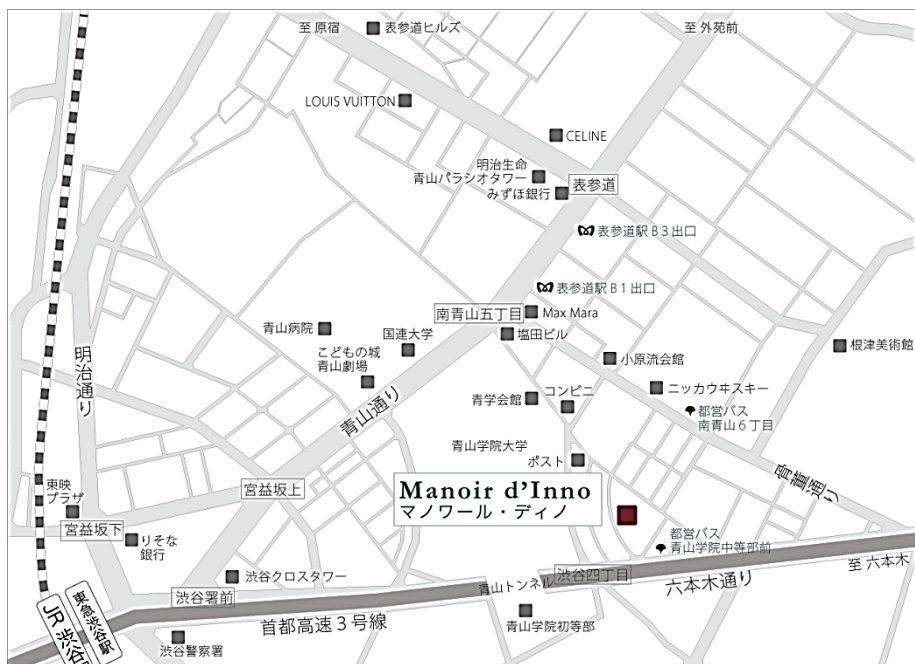 至 原宿
表参道ヒルズ
至 外苑前
LOUIS VUITTON
CELINE
明治生命
青山パラシオタワー
みずほ銀行
表参道
表参道駅 B 3 出口
表参道駅 B 1 出口
南青山五丁目
Max Mara
塩田ビル
青山病院
国連大学
こどもの城
青山劇場
小原流会館
根津美術館
ニッカウヰスキー
明治通り
青山通り
青学会館
コンビニ
都営バス
南青山 6 丁目
青山学院大学
ポスト
骨董通り
東映
プラザ
宮益坂上
Manoir d'Inno
マノワール・ディノ
宮益坂下
りそな
銀行
都営バス
青山学院中等部前
渋谷クロスタワー
渋谷四丁目
青山トンネル
六本木通り
至 六本木
渋谷署前
首都高速 3 号線
青山学院初等部
渋谷警察署
東急渋谷駅
JR 渋谷